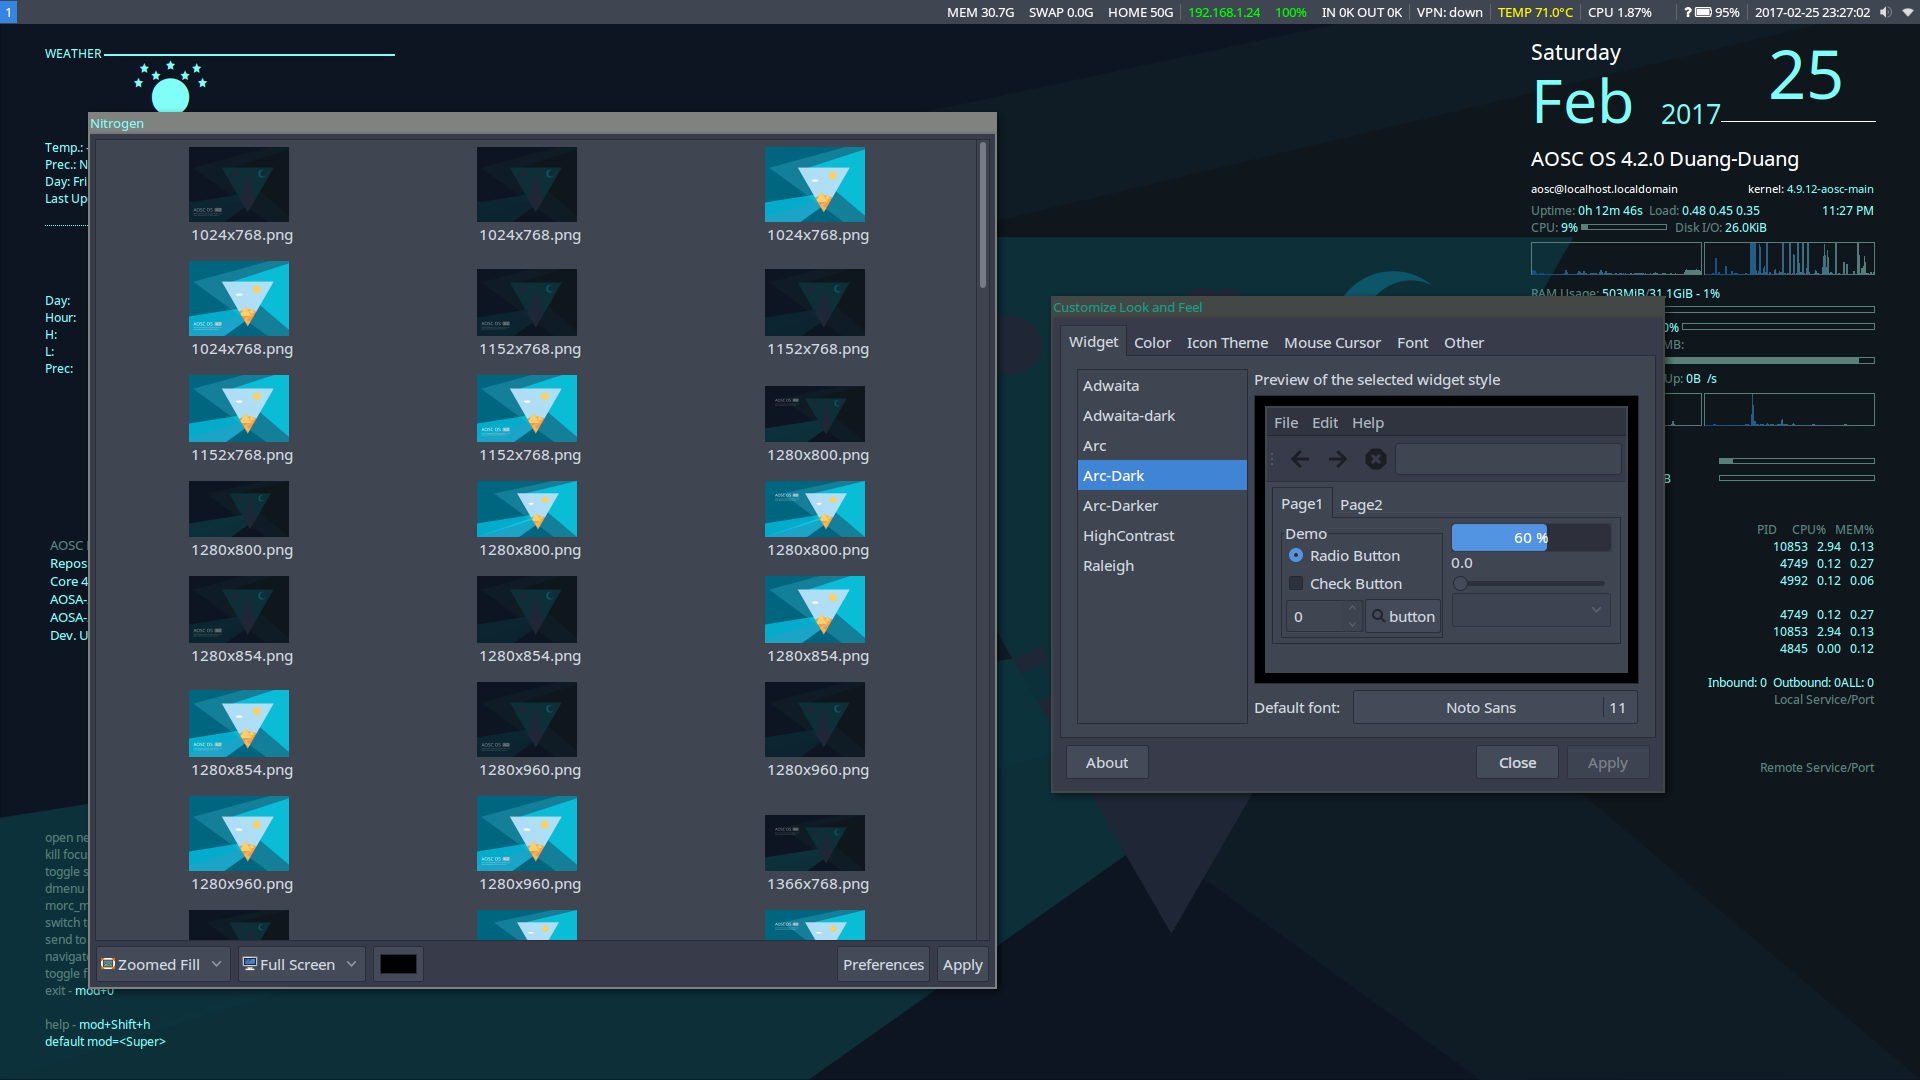 1
MEM 30.7G SWAP 0.0G HOME 50G 192.168.1.24 100% IN 0K OUT 0K VPN: down TEMP 71.0°C CPU 1.87% ? 95% 2017-02-25 23:27:02
WEATHER
Temp.: -
Prec.: N
Day: Fri
Last Up
Day:
Hour:
H:
L:
Prec:
AOSC
Repos
Core 4
AOSA-
AOSA-
Dev. U
open ne
kill focu
toggle s
dmenu
morc_m
switch t
send to
navigat
toggle f
exit - mod+0
help - mod+Shift+h
default mod=<Super>
Nitrogen
1024x768.png 1024x768.png 1024x768.png
1024x768.png 1152x768.png 1152x768.png
1152x768.png 1152x768.png 1280x800.png
1280x800.png 1280x800.png 1280x800.png
1280x854.png 1280x854.png 1280x854.png
1280x854.png 1280x960.png 1280x960.png
1280x960.png 1280x960.png 1366x768.png
Zoomed Fill Full Screen Preferences Apply
Customize Look and Feel
Widget Color Icon Theme Mouse Cursor Font Other
Adwaita
Adwaita-dark
Arc
Arc-Dark
Arc-Darker
HighContrast
Raleigh
Preview of the selected widget style
File Edit Help
Page1 Page2
Demo
Radio Button
Check Button
0 button
60 %
0.0
Default font: Noto Sans 11
About Close Apply
Saturday
Feb 2017 25
AOSC OS 4.2.0 Duang-Duang
aosc@localhost.localdomain kernel: 4.9.12-aosc-main
Uptime: 0h 12m 46s Load: 0.48 0.45 0.35 11:27 PM
CPU: 9% Disk I/O: 26.0KiB
RAM Usage: 503MiB/31.1GiB - 1%
0%
MB:
Up: 0B /s
B
PID CPU% MEM%
10853 2.94 0.13
4749 0.12 0.27
4992 0.12 0.06
4749 0.12 0.27
10853 2.94 0.13
4845 0.00 0.12
Inbound: 0 Outbound: 0ALL: 0
Local Service/Port
Remote Service/Port